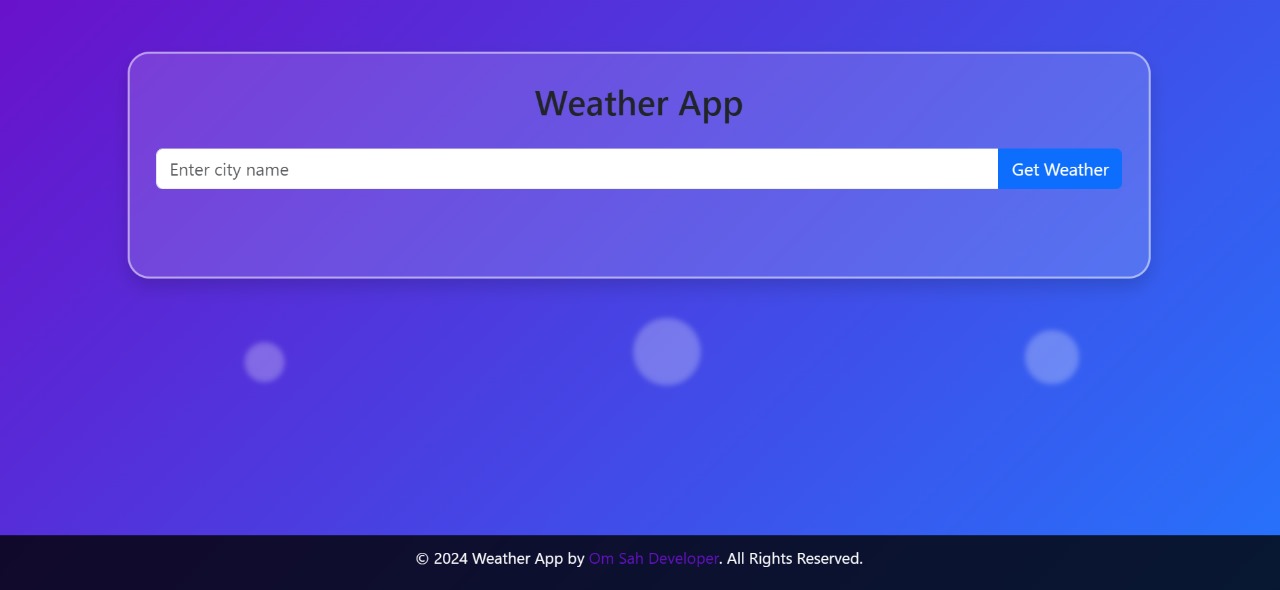 Weather App
Enter city name
Get Weather
© 2024 Weather App by Om Sah Developer. All Rights Reserved.